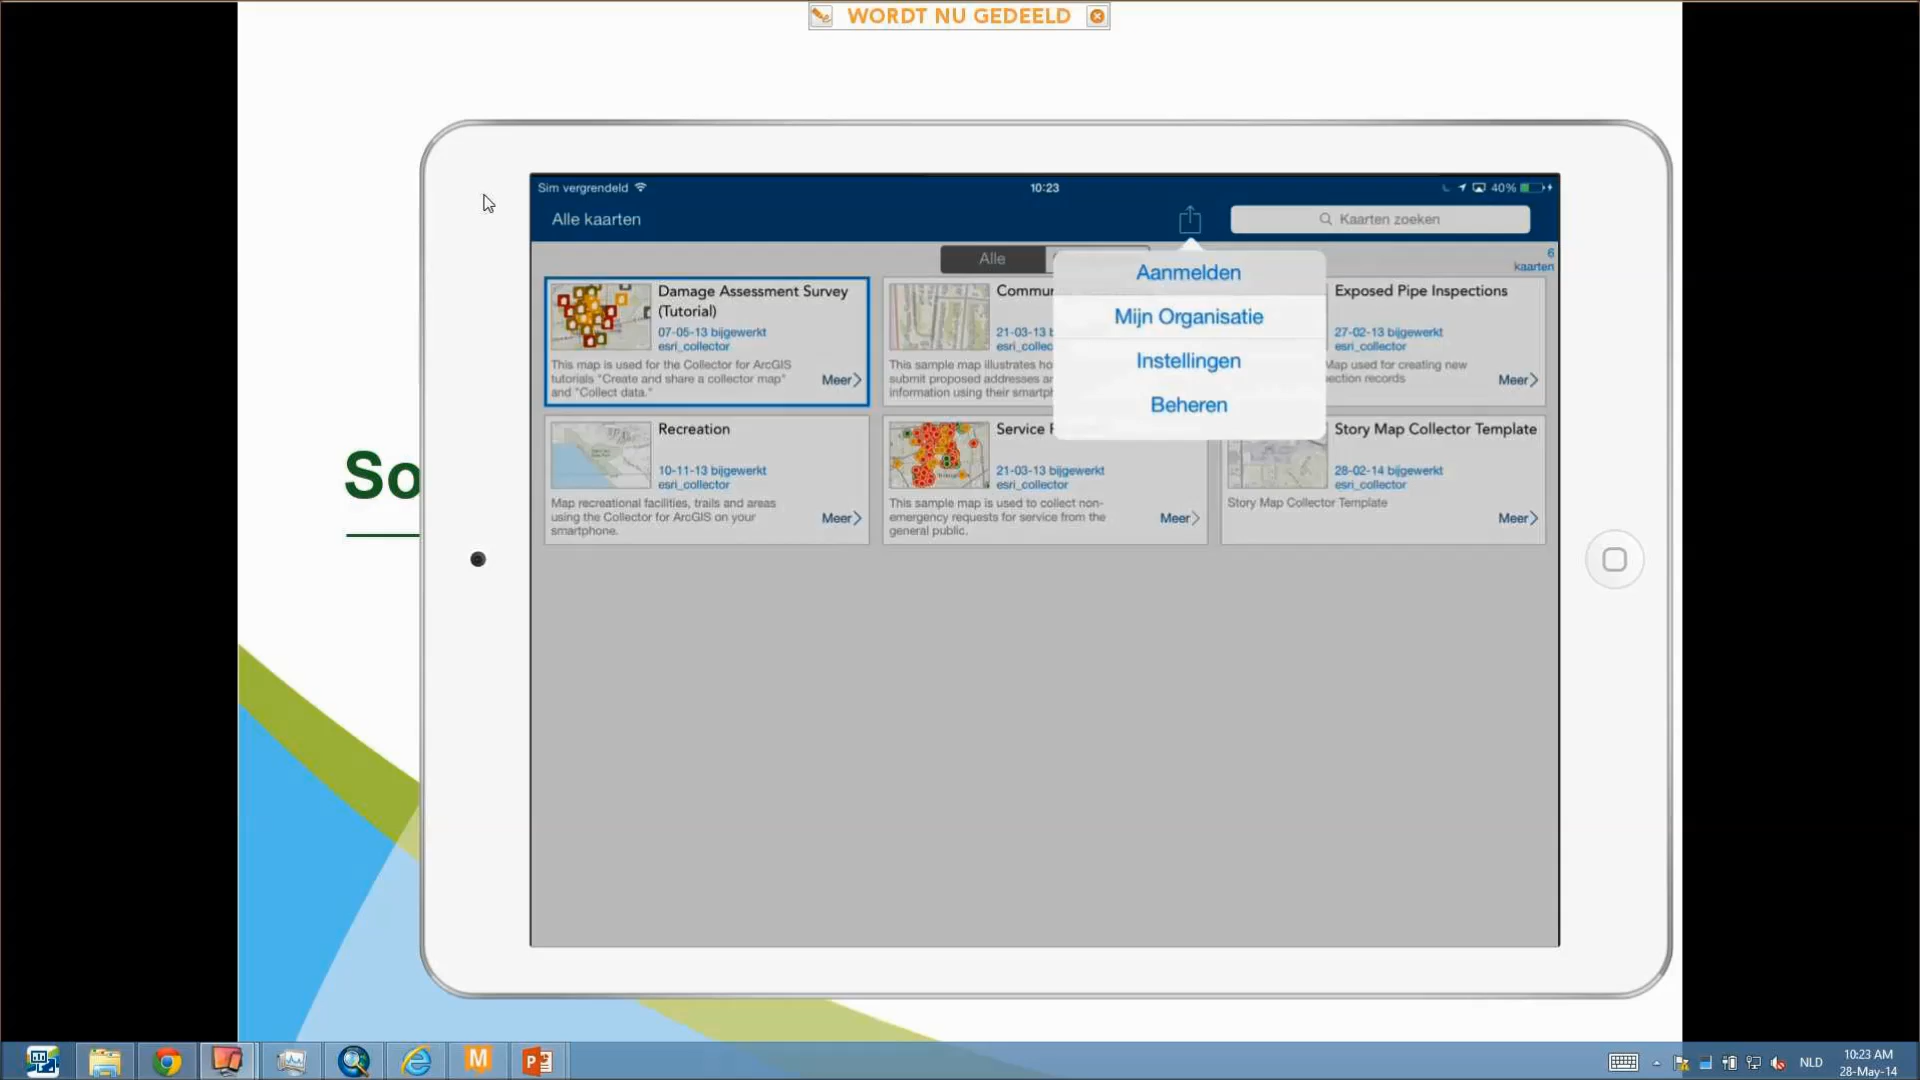 WORDT NU GEDEELD
Sim vergrendeld
10:23
40%
Alle kaarten
Kaarten zoeken
Alle
6
kaarten
Aanmelden
Mijn Organisatie
Instellingen
Beheren
Damage Assessment Survey
(Tutorial)
07-05-13 bijgewerkt
esri_collector
This map is used for the Collector for ArcGIS
tutorials "Create and share a collector map"
and "Collect data."
Meer
Commu
21-03-13 b
esri_collec
This sample map illustrates ho
submit proposed addresses a
information using their smartp
Exposed Pipe Inspections
27-02-13 bijgewerkt
esri_collector
Map used for creating new
ection records
Meer
Recreation
10-11-13 bijgewerkt
esri_collector
Map recreational facilities, trails and areas
using the Collector for ArcGIS on your
smartphone.
Meer
Service
21-03-13 bijgewerkt
esri_collector
This sample map is used to collect non-
emergency requests for service from the
general public.
Meer
Story Map Collector Template
28-02-14 bijgewerkt
esri_collector
Story Map Collector Template
Meer
So
NLD
10:23 AM
28-May-14